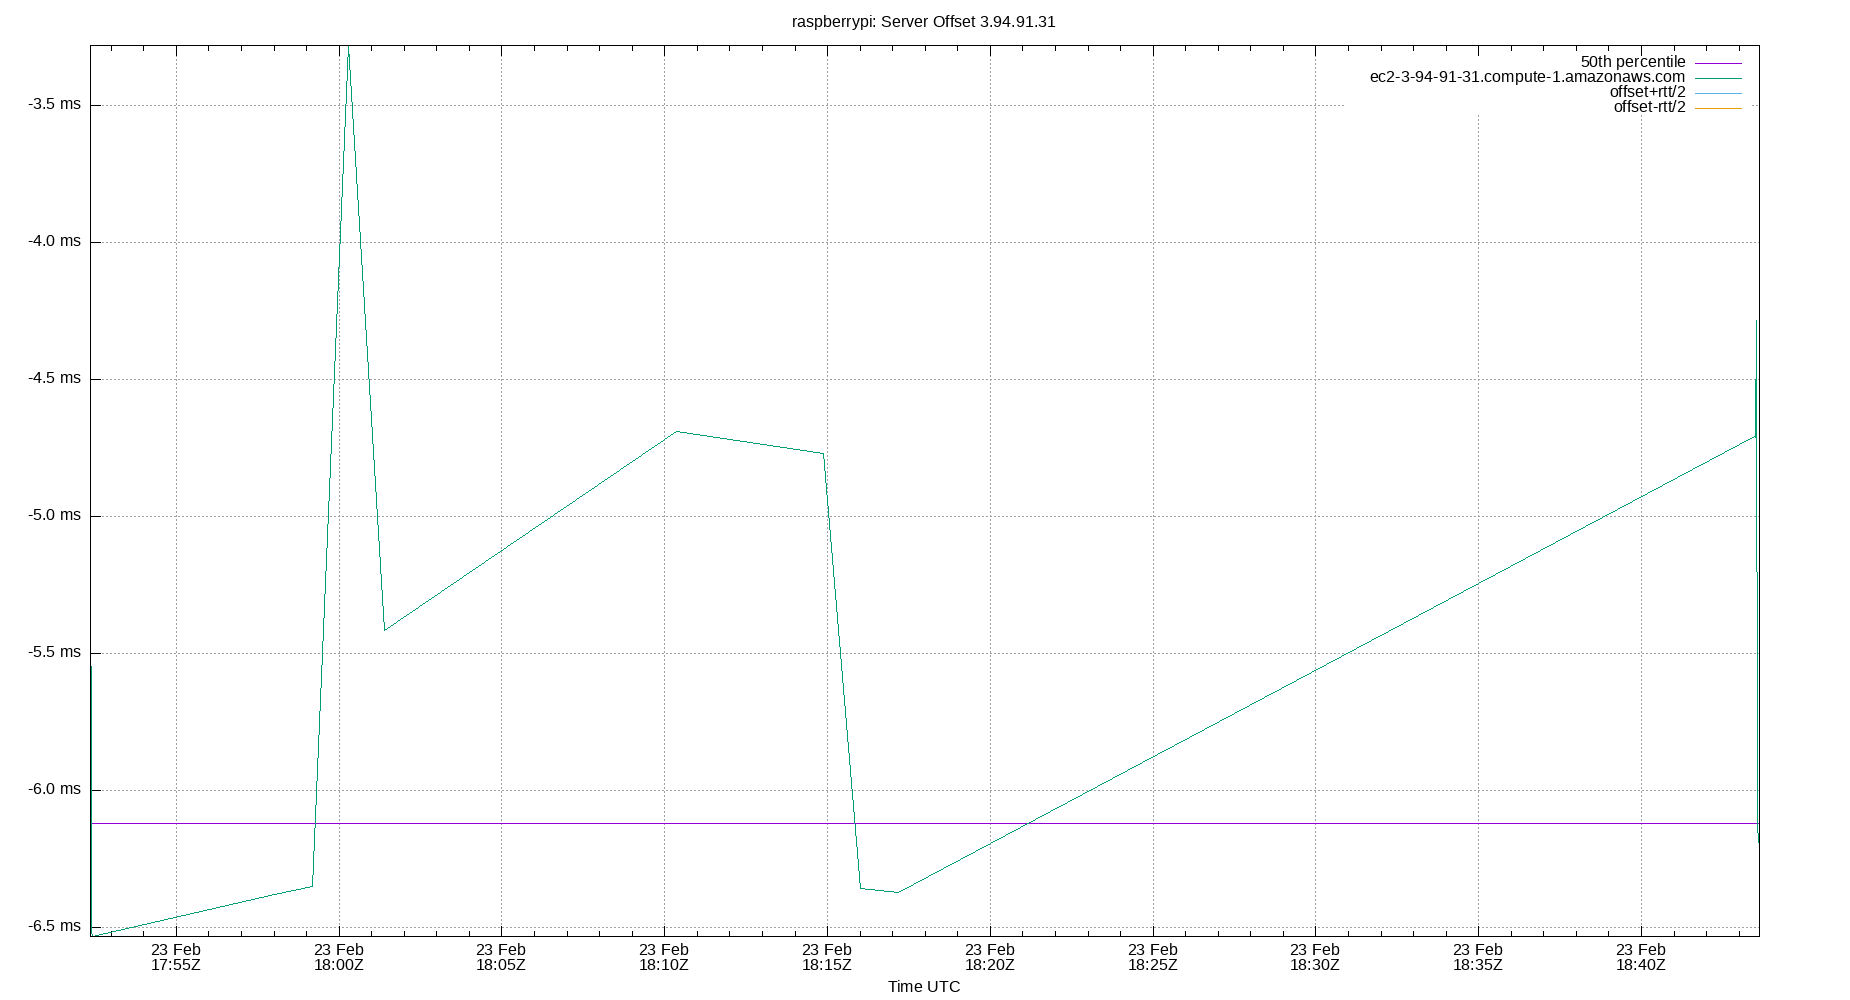 raspberrypi: Server Offset 3.94.91.31
50th percentile
ec2-3-94-91-31.compute-1.amazonaws.com
offset+rtt/2
offset-rtt/2
-3.5 ms
-4.0 ms
-4.5 ms
-5.0 ms
-5.5 ms
-6.0 ms
-6.5 ms
23 Feb 23 Feb 23 Feb 23 Feb 23 Feb 23 Feb 23 Feb 23 Feb 23 Feb 23 Feb
17:55Z 18:00Z 18:05Z 18:10Z 18:15Z 18:20Z 18:25Z 18:30Z 18:35Z 18:40Z
Time UTC